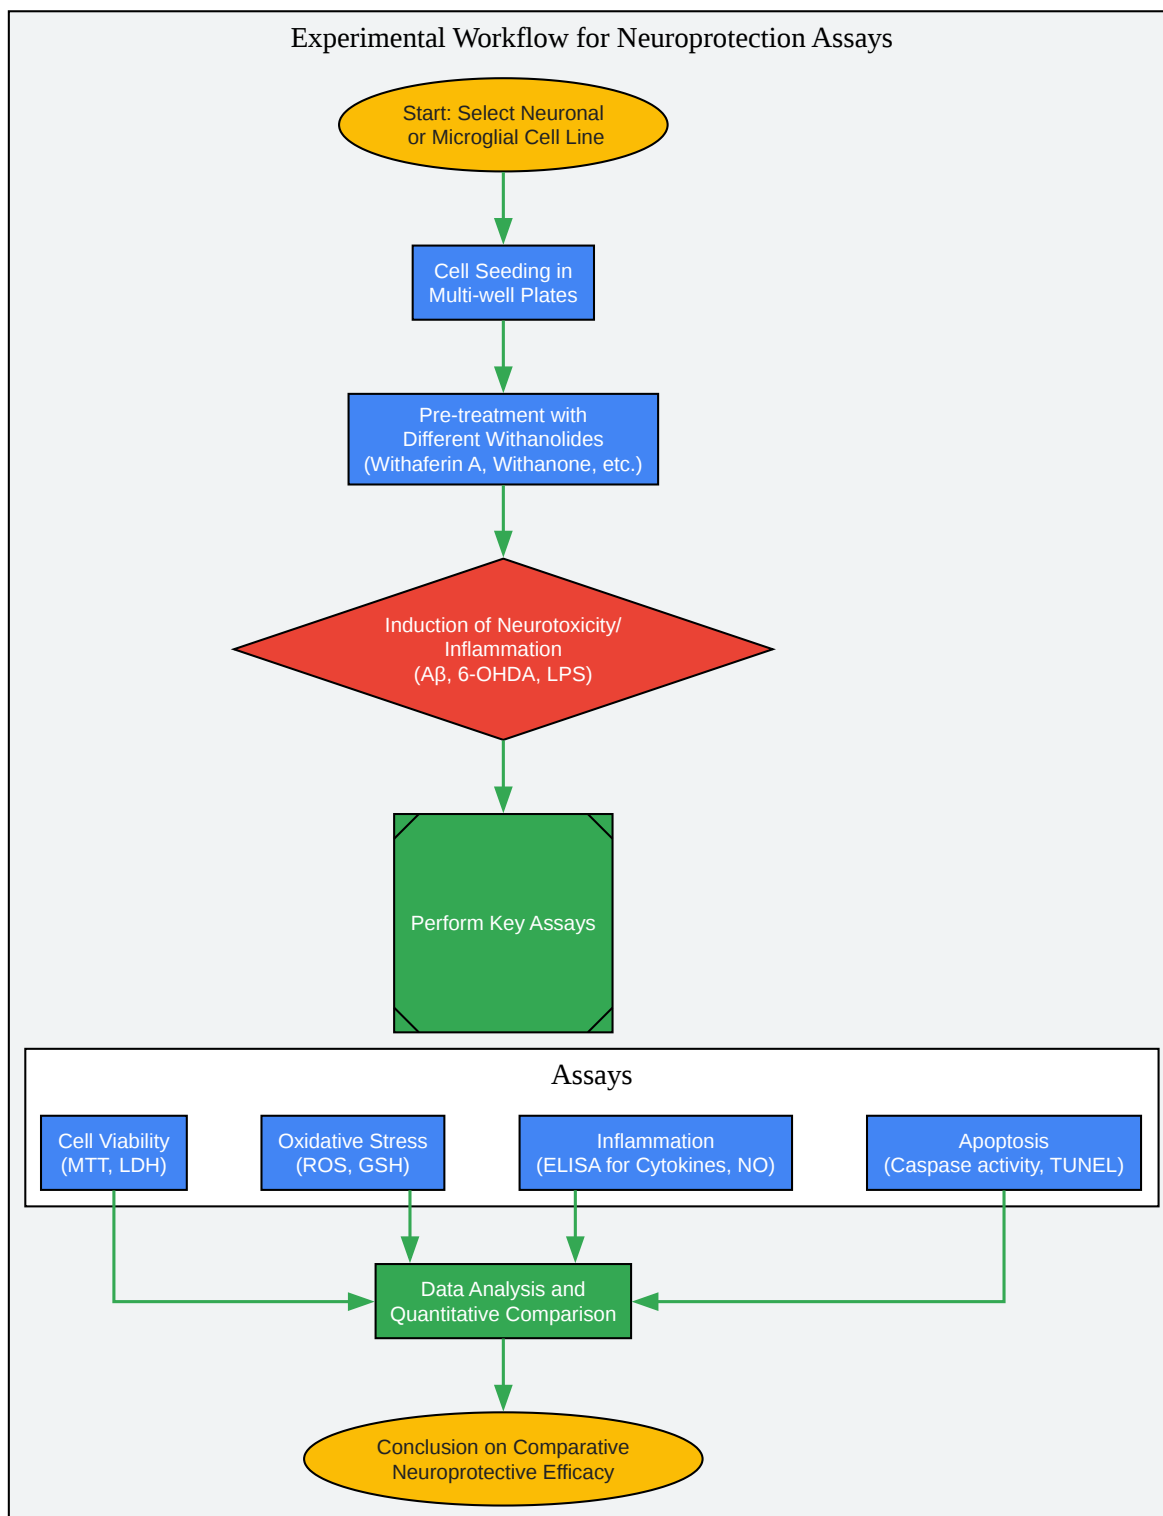 Experimental Workflow for Neuroprotection Assays
Start: Select Neuronal
or Microglial Cell Line
Cell Seeding in
Multi-well Plates
Pre-treatment with
Different Withanolides
(Withaferin A, Withanone, etc.)
Induction of Neurotoxicity/
Inflammation
(Aβ, 6-OHDA, LPS)
Perform Key Assays
Assays
Cell Viability
(MTT, LDH)
Oxidative Stress
(ROS, GSH)
Inflammation
(ELISA for Cytokines, NO)
Apoptosis
(Caspase activity, TUNEL)
Data Analysis and
Quantitative Comparison
Conclusion on Comparative
Neuroprotective Efficacy